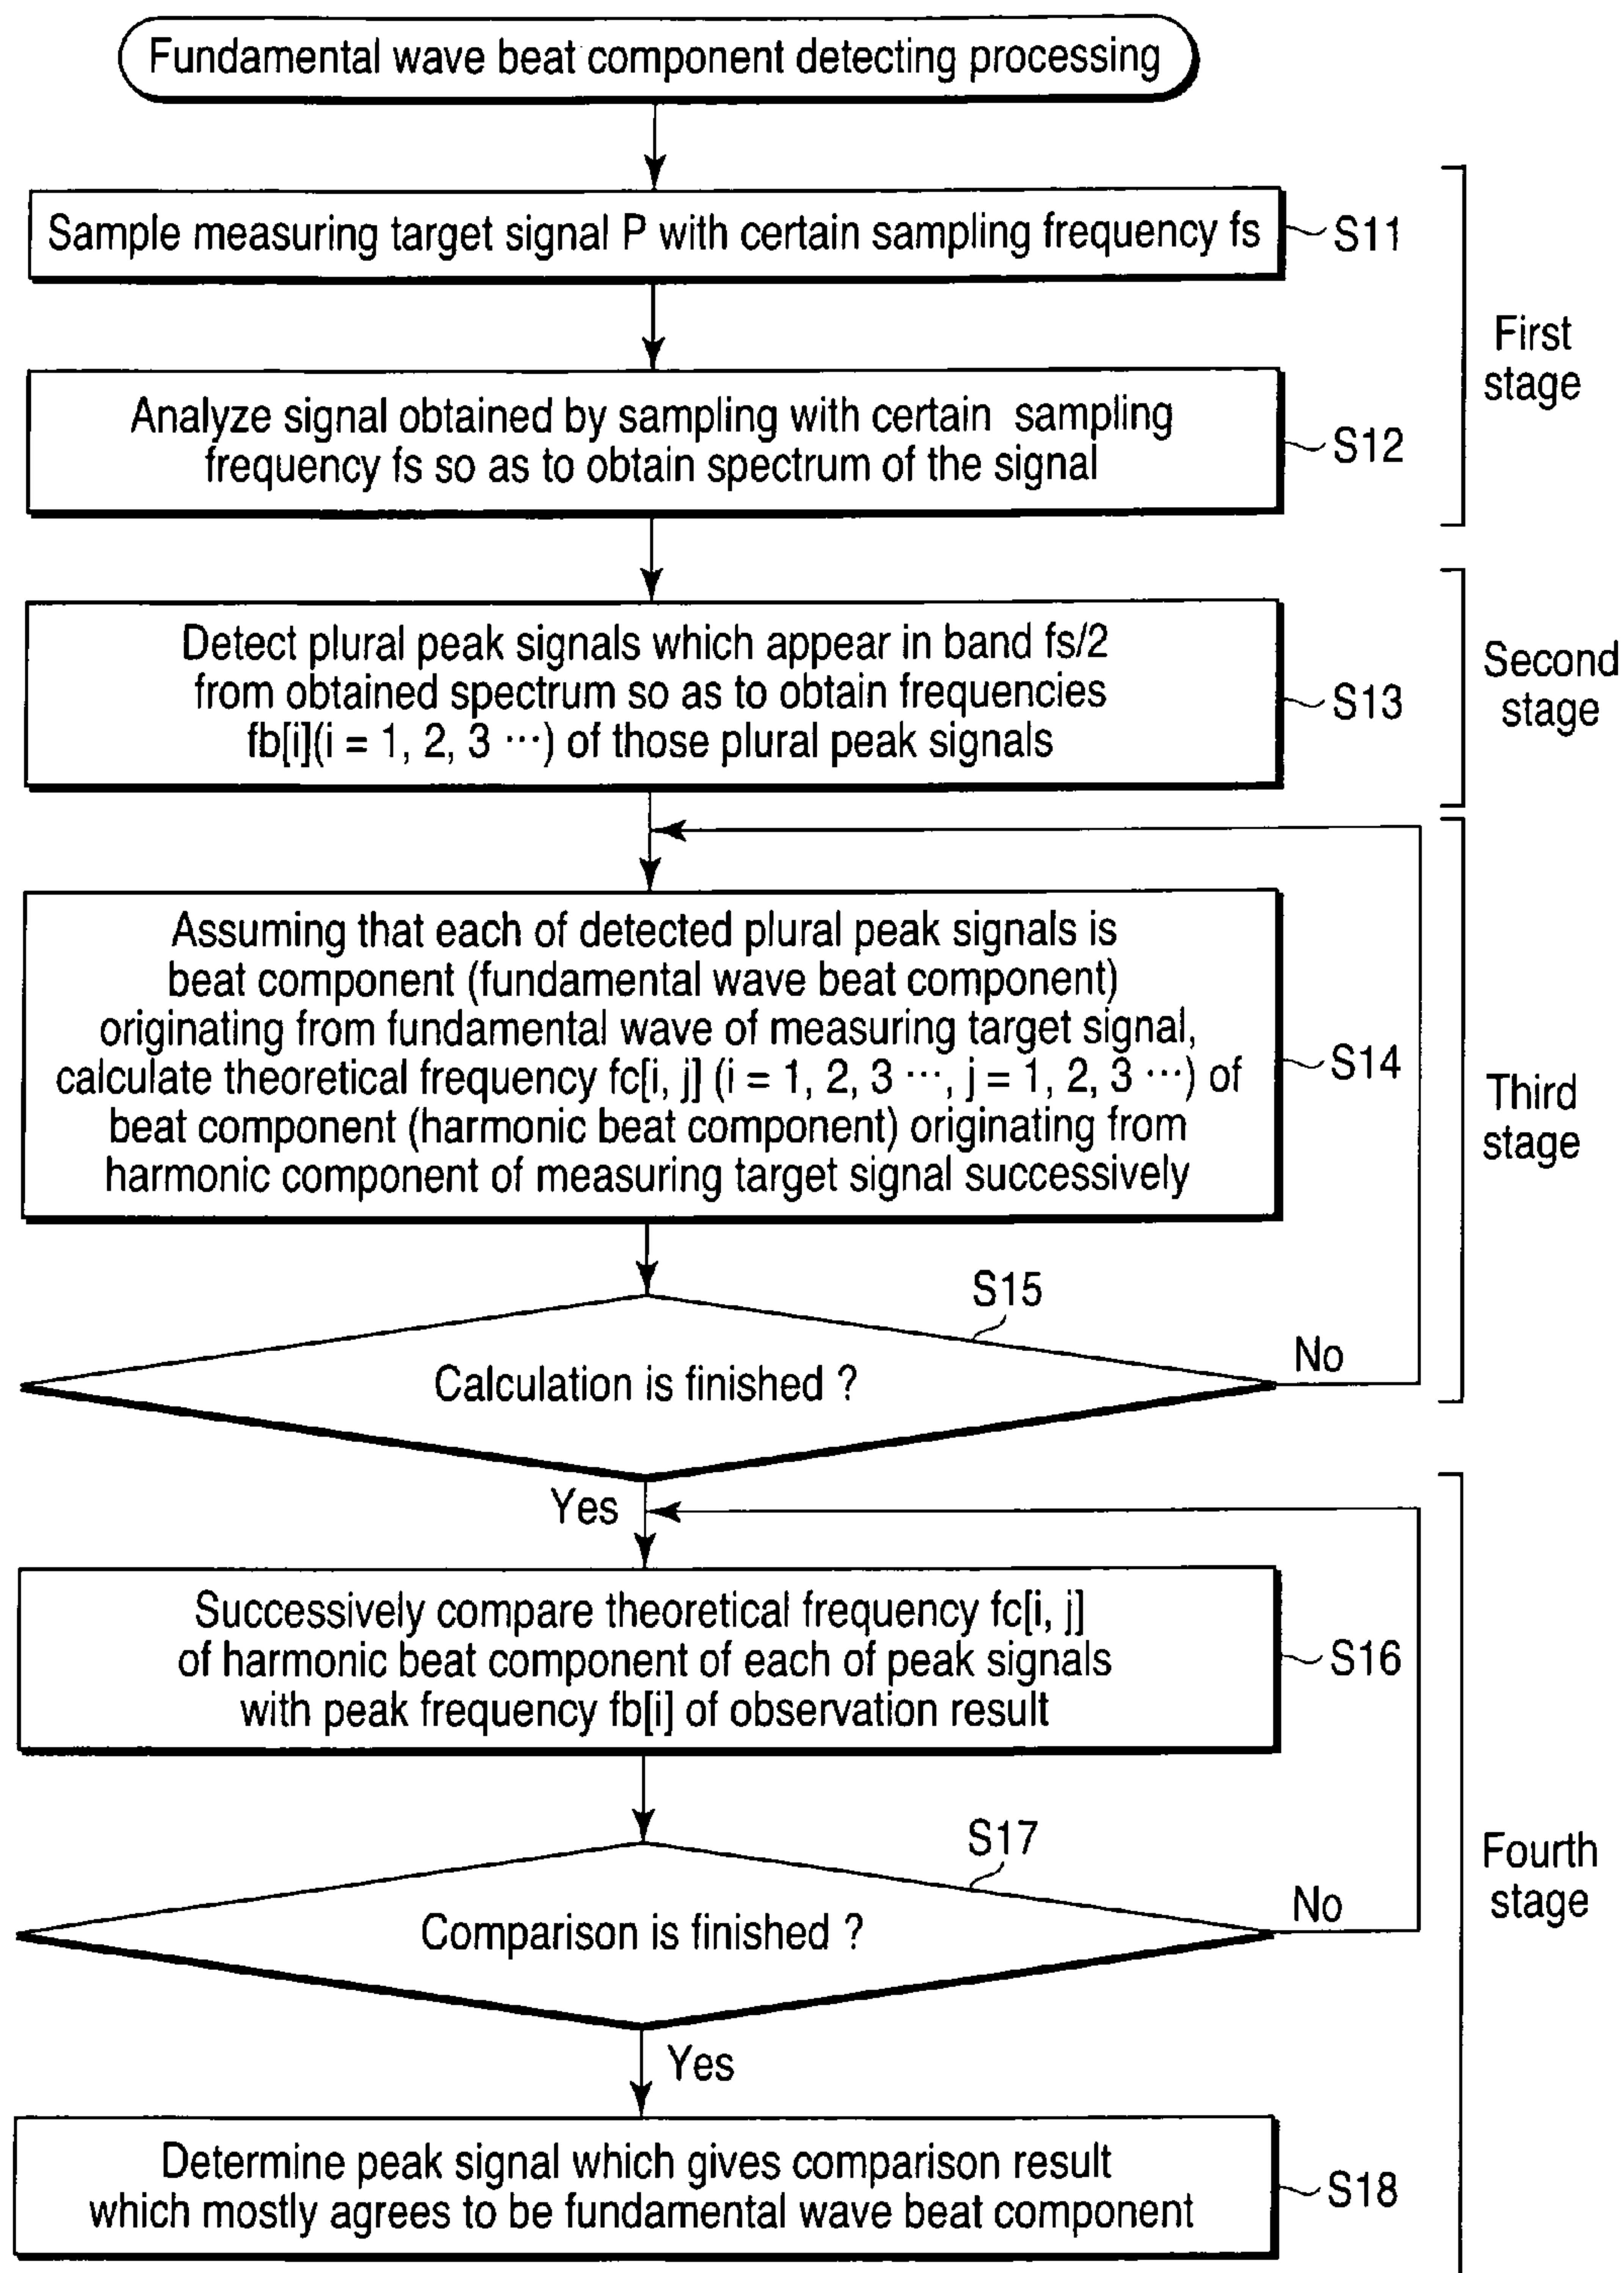 Fundamental wave beat component detecting processing
Sample measuring target signal P with certain sampling frequency fs
S11
First
stage
Analyze signal obtained by sampling with certain sampling
frequency fs so as to obtain spectrum of the signal
S12
Detect plural peak signals which appear in band fs/2
from obtained spectrum so as to obtain frequencies
fb[i](i = 1, 2, 3 ···) of those plural peak signals
S13
Second
stage
Assuming that each of detected plural peak signals is
beat component (fundamental wave beat component)
originating from fundamental wave of measuring target signal,
calculate theoretical frequency fc[i, j] (i = 1, 2, 3 ···, j = 1, 2, 3 ···) of
beat component (harmonic beat component) originating from
harmonic component of measuring target signal successively
S14
Third
stage
S15
Calculation is finished ?
No
Yes
Successively compare theoretical frequency fc[i, j]
of harmonic beat component of each of peak signals
with peak frequency fb[i] of observation result
S16
S17
Comparison is finished ?
No
Fourth
stage
Yes
Determine peak signal which gives comparison result
which mostly agrees to be fundamental wave beat component
S18